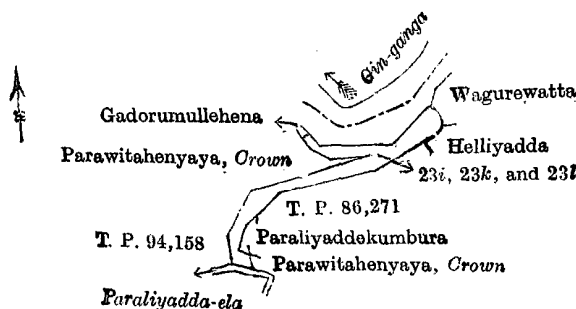 Gin-ganga
Wagurewatta
Gadorumullehena
Helliyadda
Parawitahenyaya, Crown
23i, 23k, and 23l
T. P. 86,271
T. P. 94,158
Paraliyaddekumbura
Parawitahenyaya, Crown
Paraliyadda-ela